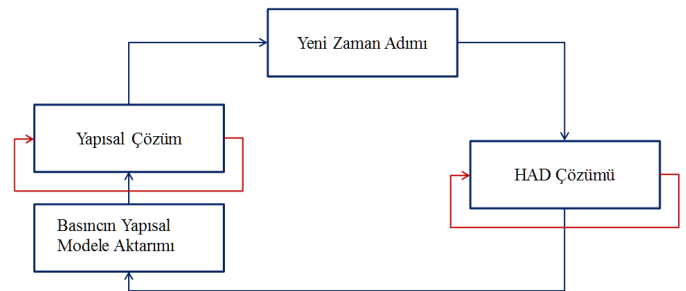 Yeni Zaman Adımı
Yapısal Çözüm
HAD Çözümü
Basıncın Yapısal
Modele Aktarımı